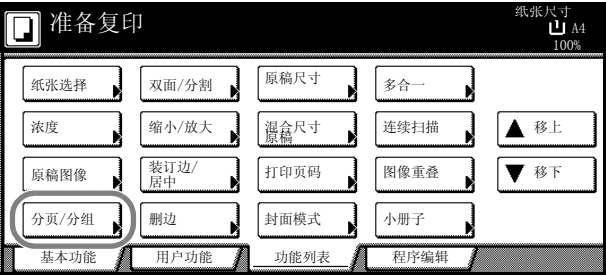 准备复印
纸张尺寸
A4
100%
纸张选择
双面/分割
原稿尺寸
多合一
浓度
缩小/放大
混合尺寸
原稿
连续扫描
移上
原稿图像
装订边/
居中
打印页码
图像重叠
移下
分页/分组
删边
封面模式
小册子
基本功能
用户功能
功能列表
程序编辑